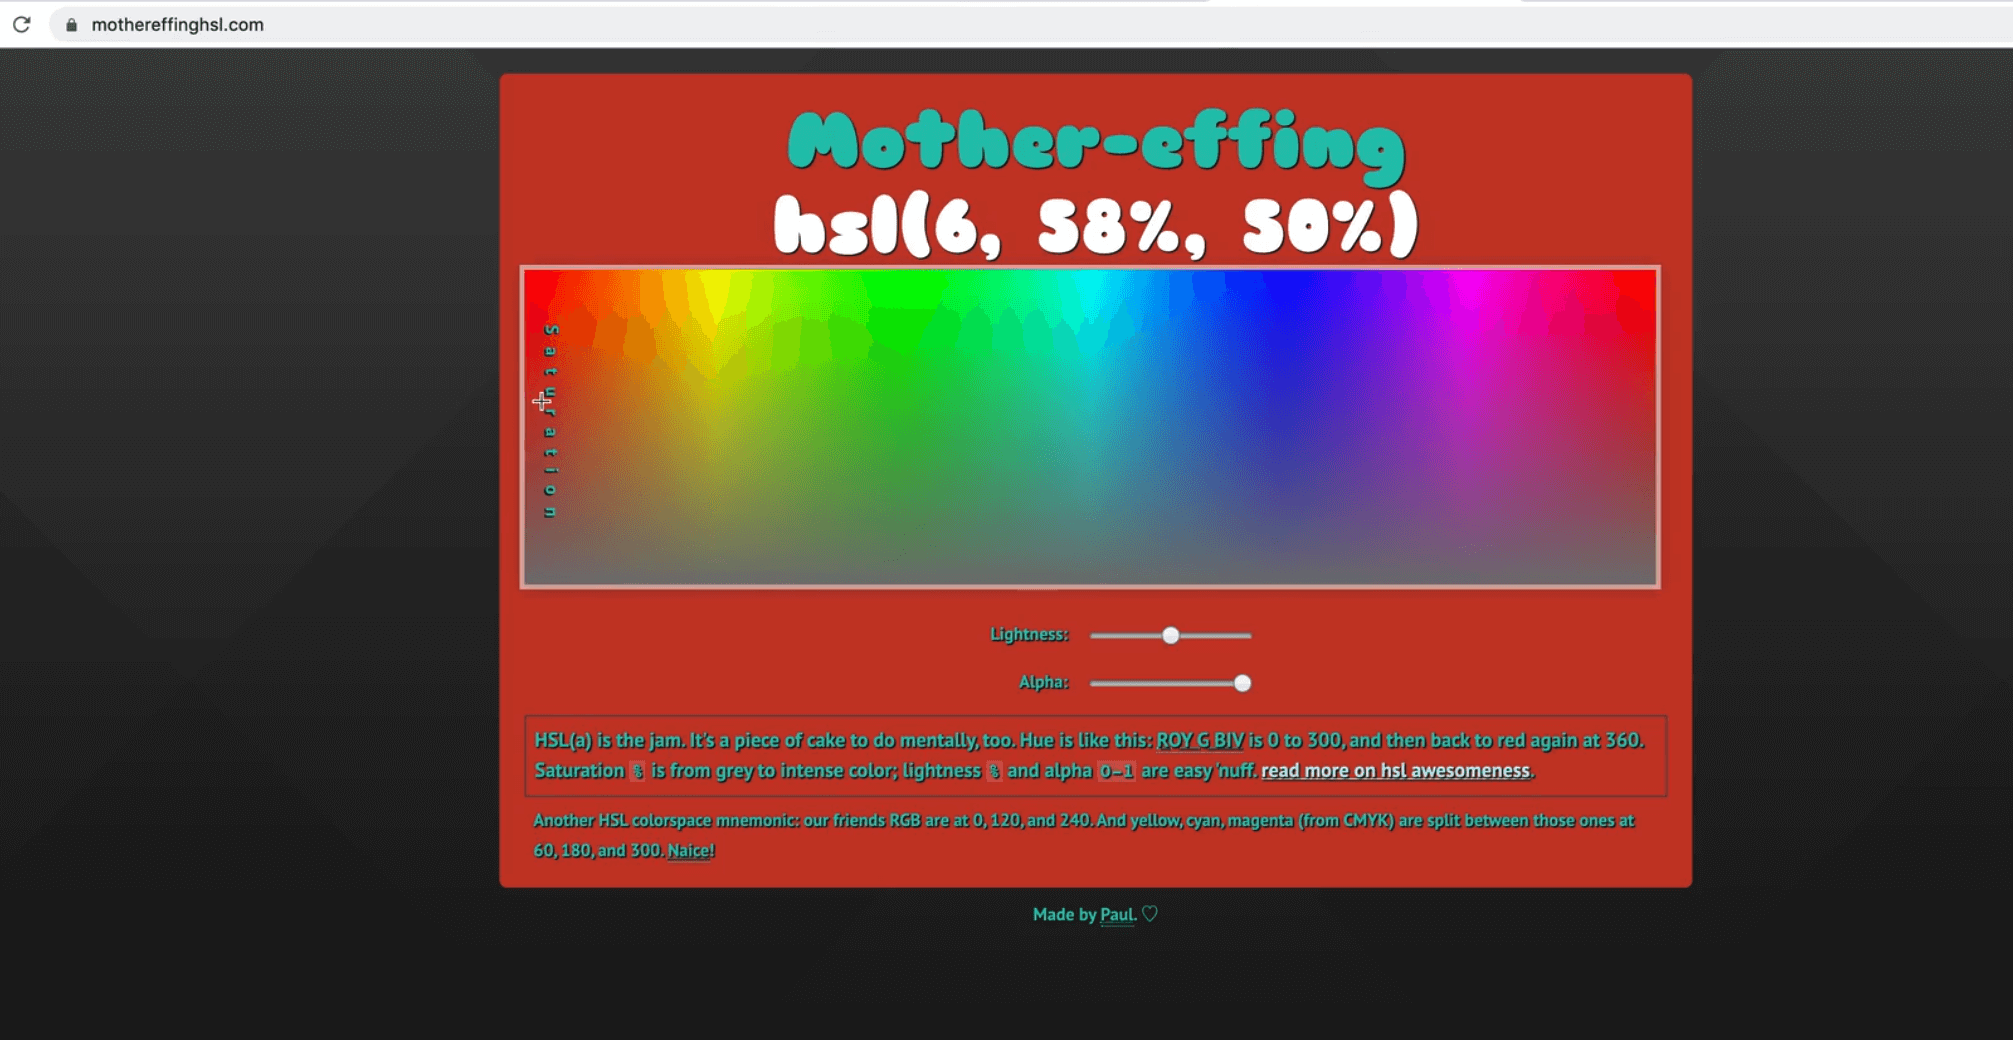 mothereffinghsl.com
Mother-effing
hsl(6, 58%, 50%)
Saturation
Lightness:
Alpha:
HSL(a) is the jam. It's a piece of cake to do mentally, too. Hue is like this: ROY G BIV is 0 to 300, and then back to red again at 360.
Saturation % is from grey to intense color; lightness % and alpha 0–1 are easy 'nuff. read more on hsl awesomeness.
Another HSL colorspace mnemonic: our friends RGB are at 0, 120, and 240. And yellow, cyan, magenta (from CMYK) are split between those ones at
60, 180, and 300. Naice!
Made by Paul. ♡